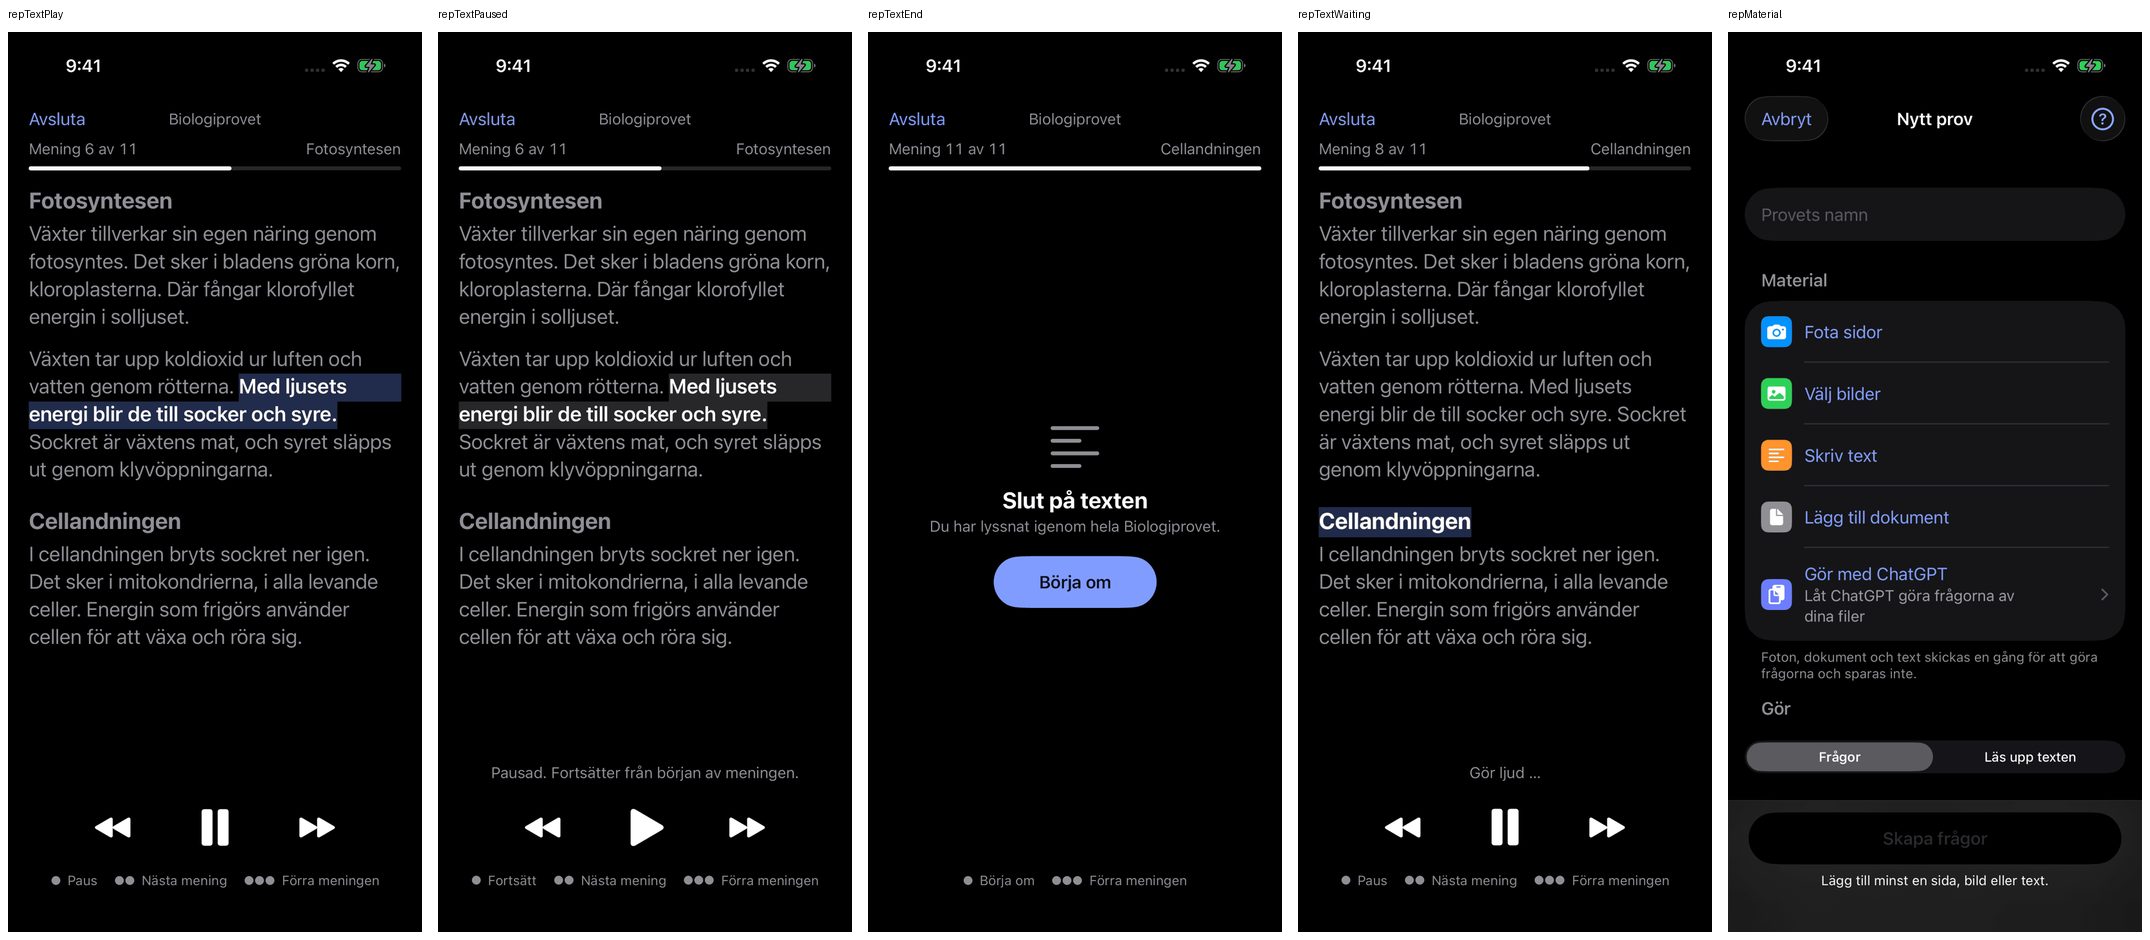 repTextPlay
9:41
Avsluta
Biologiprovet
Mening 6 av 11
Fotosyntesen
Fotosyntesen
Växter tillverkar sin egen näring genom
fotosyntes. Det sker i bladens gröna korn,
kloroplasterna. Där fångar klorofyllet
energin i solljuset.
Växten tar upp koldioxid ur luften och
vatten genom rötterna. Med ljusets
energi blir de till socker och syre.
Sockret är växtens mat, och syret släpps
ut genom klyvöppningarna.
Cellandningen
I cellandningen bryts sockret ner igen.
Det sker i mitokondrierna, i alla levande
celler. Energin som frigörs använder
cellen för att växa och röra sig.
Paus
Nästa mening
Förra meningen
repTextPaused
9:41
Avsluta
Biologiprovet
Mening 6 av 11
Fotosyntesen
Fotosyntesen
Växter tillverkar sin egen näring genom
fotosyntes. Det sker i bladens gröna korn,
kloroplasterna. Där fångar klorofyllet
energin i solljuset.
Växten tar upp koldioxid ur luften och
vatten genom rötterna. Med ljusets
energi blir de till socker och syre.
Sockret är växtens mat, och syret släpps
ut genom klyvöppningarna.
Cellandningen
I cellandningen bryts sockret ner igen.
Det sker i mitokondrierna, i alla levande
celler. Energin som frigörs använder
cellen för att växa och röra sig.
Pausad. Fortsätter från början av meningen.
Fortsätt
Nästa mening
Förra meningen
repTextEnd
9:41
Avsluta
Biologiprovet
Mening 11 av 11
Cellandningen
Slut på texten
Du har lyssnat igenom hela Biologiprovet.
Börja om
Börja om
Förra meningen
repTextWaiting
9:41
Avsluta
Biologiprovet
Mening 8 av 11
Cellandningen
Fotosyntesen
Växter tillverkar sin egen näring genom
fotosyntes. Det sker i bladens gröna korn,
kloroplasterna. Där fångar klorofyllet
energin i solljuset.
Växten tar upp koldioxid ur luften och
vatten genom rötterna. Med ljusets
energi blir de till socker och syre. Sockret
är växtens mat, och syret släpps ut
genom klyvöppningarna.
Cellandningen
I cellandningen bryts sockret ner igen.
Det sker i mitokondrierna, i alla levande
celler. Energin som frigörs använder
cellen för att växa och röra sig.
Gör ljud ...
Paus
Nästa mening
Förra meningen
repMaterial
9:41
Avbryt
Nytt prov
?
Provets namn
Material
Fota sidor
Välj bilder
Skriv text
Lägg till dokument
Gör med ChatGPT
Låt ChatGPT göra frågorna av
dina filer
Foton, dokument och text skickas en gång för att göra
frågorna och sparas inte.
Gör
Frågor
Läs upp texten
Skapa frågor
Lägg till minst en sida, bild eller text.